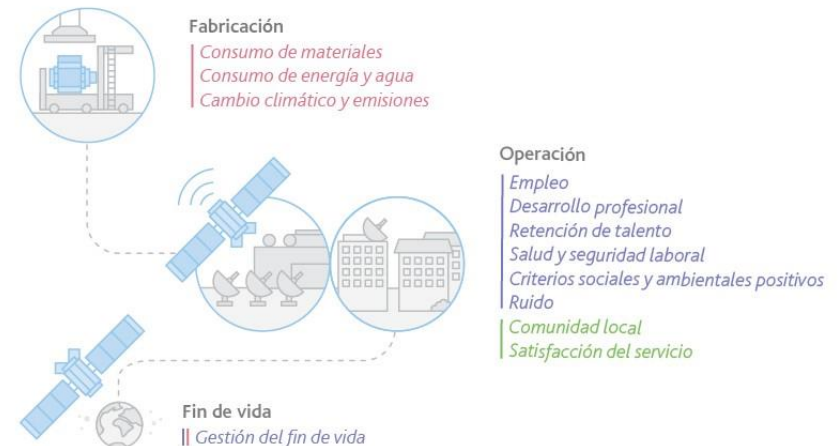 Fabricación
Consumo de materiales
Consumo de energía y agua
Cambio climático y emisiones
Operación
Empleo
Desarrollo profesional
Retención de talento
Salud y seguridad laboral
Criterios sociales y ambientales positivos
Ruido
Comunidad local
Satisfacción del servicio
Fin de vida
Gestión del fin de vida